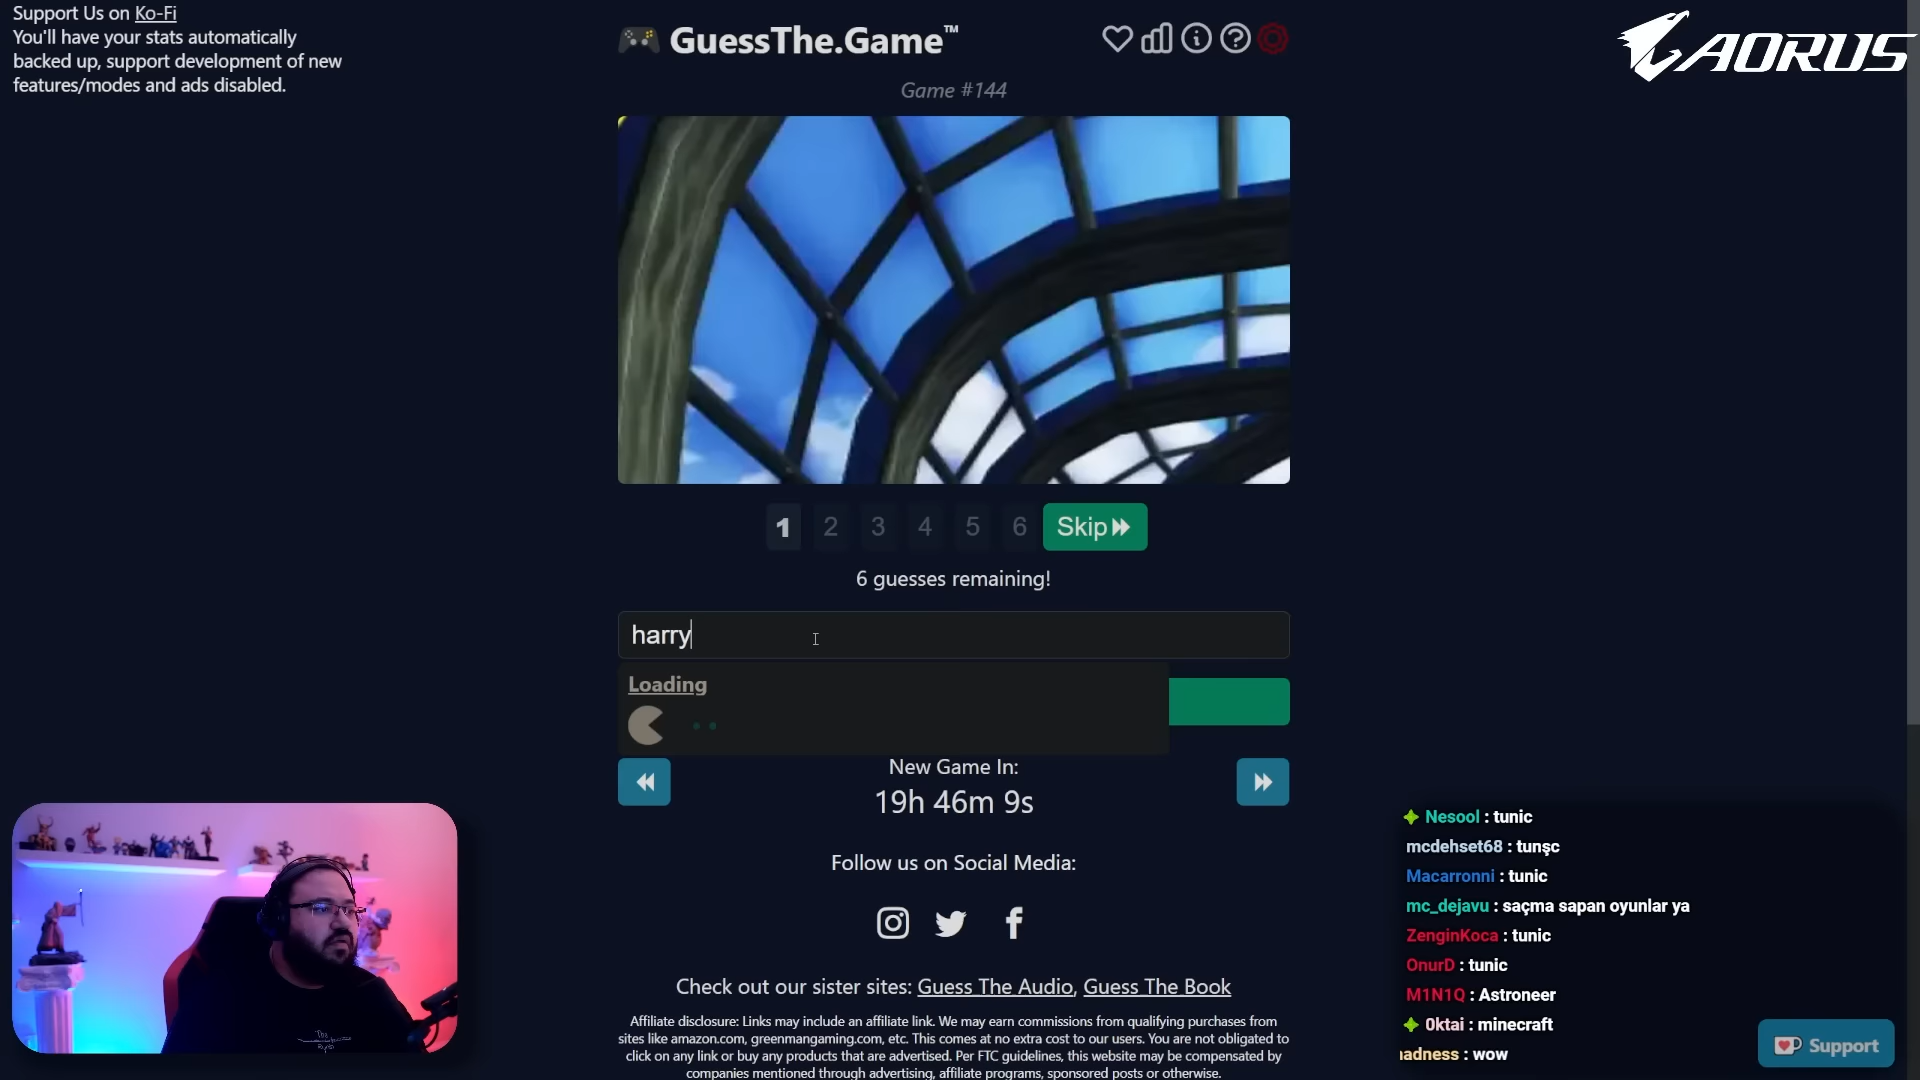 Support Us on Ko-Fi
You'll have your stats automatically
backed up, support development of new
features/modes and ads disabled.
GuessThe.Game™
AORUS
Game #144
1 2 3 4 5 6 Skip
6 guesses remaining!
harry
Loading
New Game In:
19h 46m 9s
Follow us on Social Media:
Check out our sister sites: Guess The Audio, Guess The Book
Affiliate disclosure: Links may include an affiliate link. We may earn commissions from qualifying purchases from
sites like amazon.com, greenmangaming.com, etc. This comes at no extra cost to our users. You are not obligated to
click on any link or buy any products that are advertised. Per FTC guidelines, this website may be compensated by
companies mentioned through advertising, affiliate programs, sponsored posts or otherwise.
Nesool : tunic
mcdehset68 : tunşc
Macarronni : tunic
mc_dejavu : saçma sapan oyunlar ya
ZenginKoca : tunic
OnurD : tunic
M1N1Q : Astroneer
0ktai : minecraft
adness : wow
Support